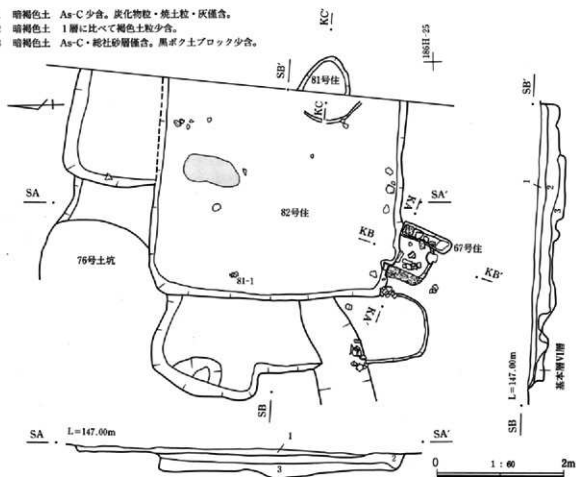 暗褐色土 As-C 少含。炭化物粒・焼土粒・灰僅含。
暗褐色土 1層に比べて褐色土粒少含。
暗褐色土 As-C・総社砂層僅含。黒ボク土ブロック少含。
KC'
186H-25
SB'
81号住
SB'
KC
SA
KA
SA'
1
2
3
82号住
KB
67号住
76号土坑
KB'
81-1
KA'
基本層VI層
L=147.00m
SB
SB
SA
L=147.00m
1
SA'
2
3
0
1:60
2m